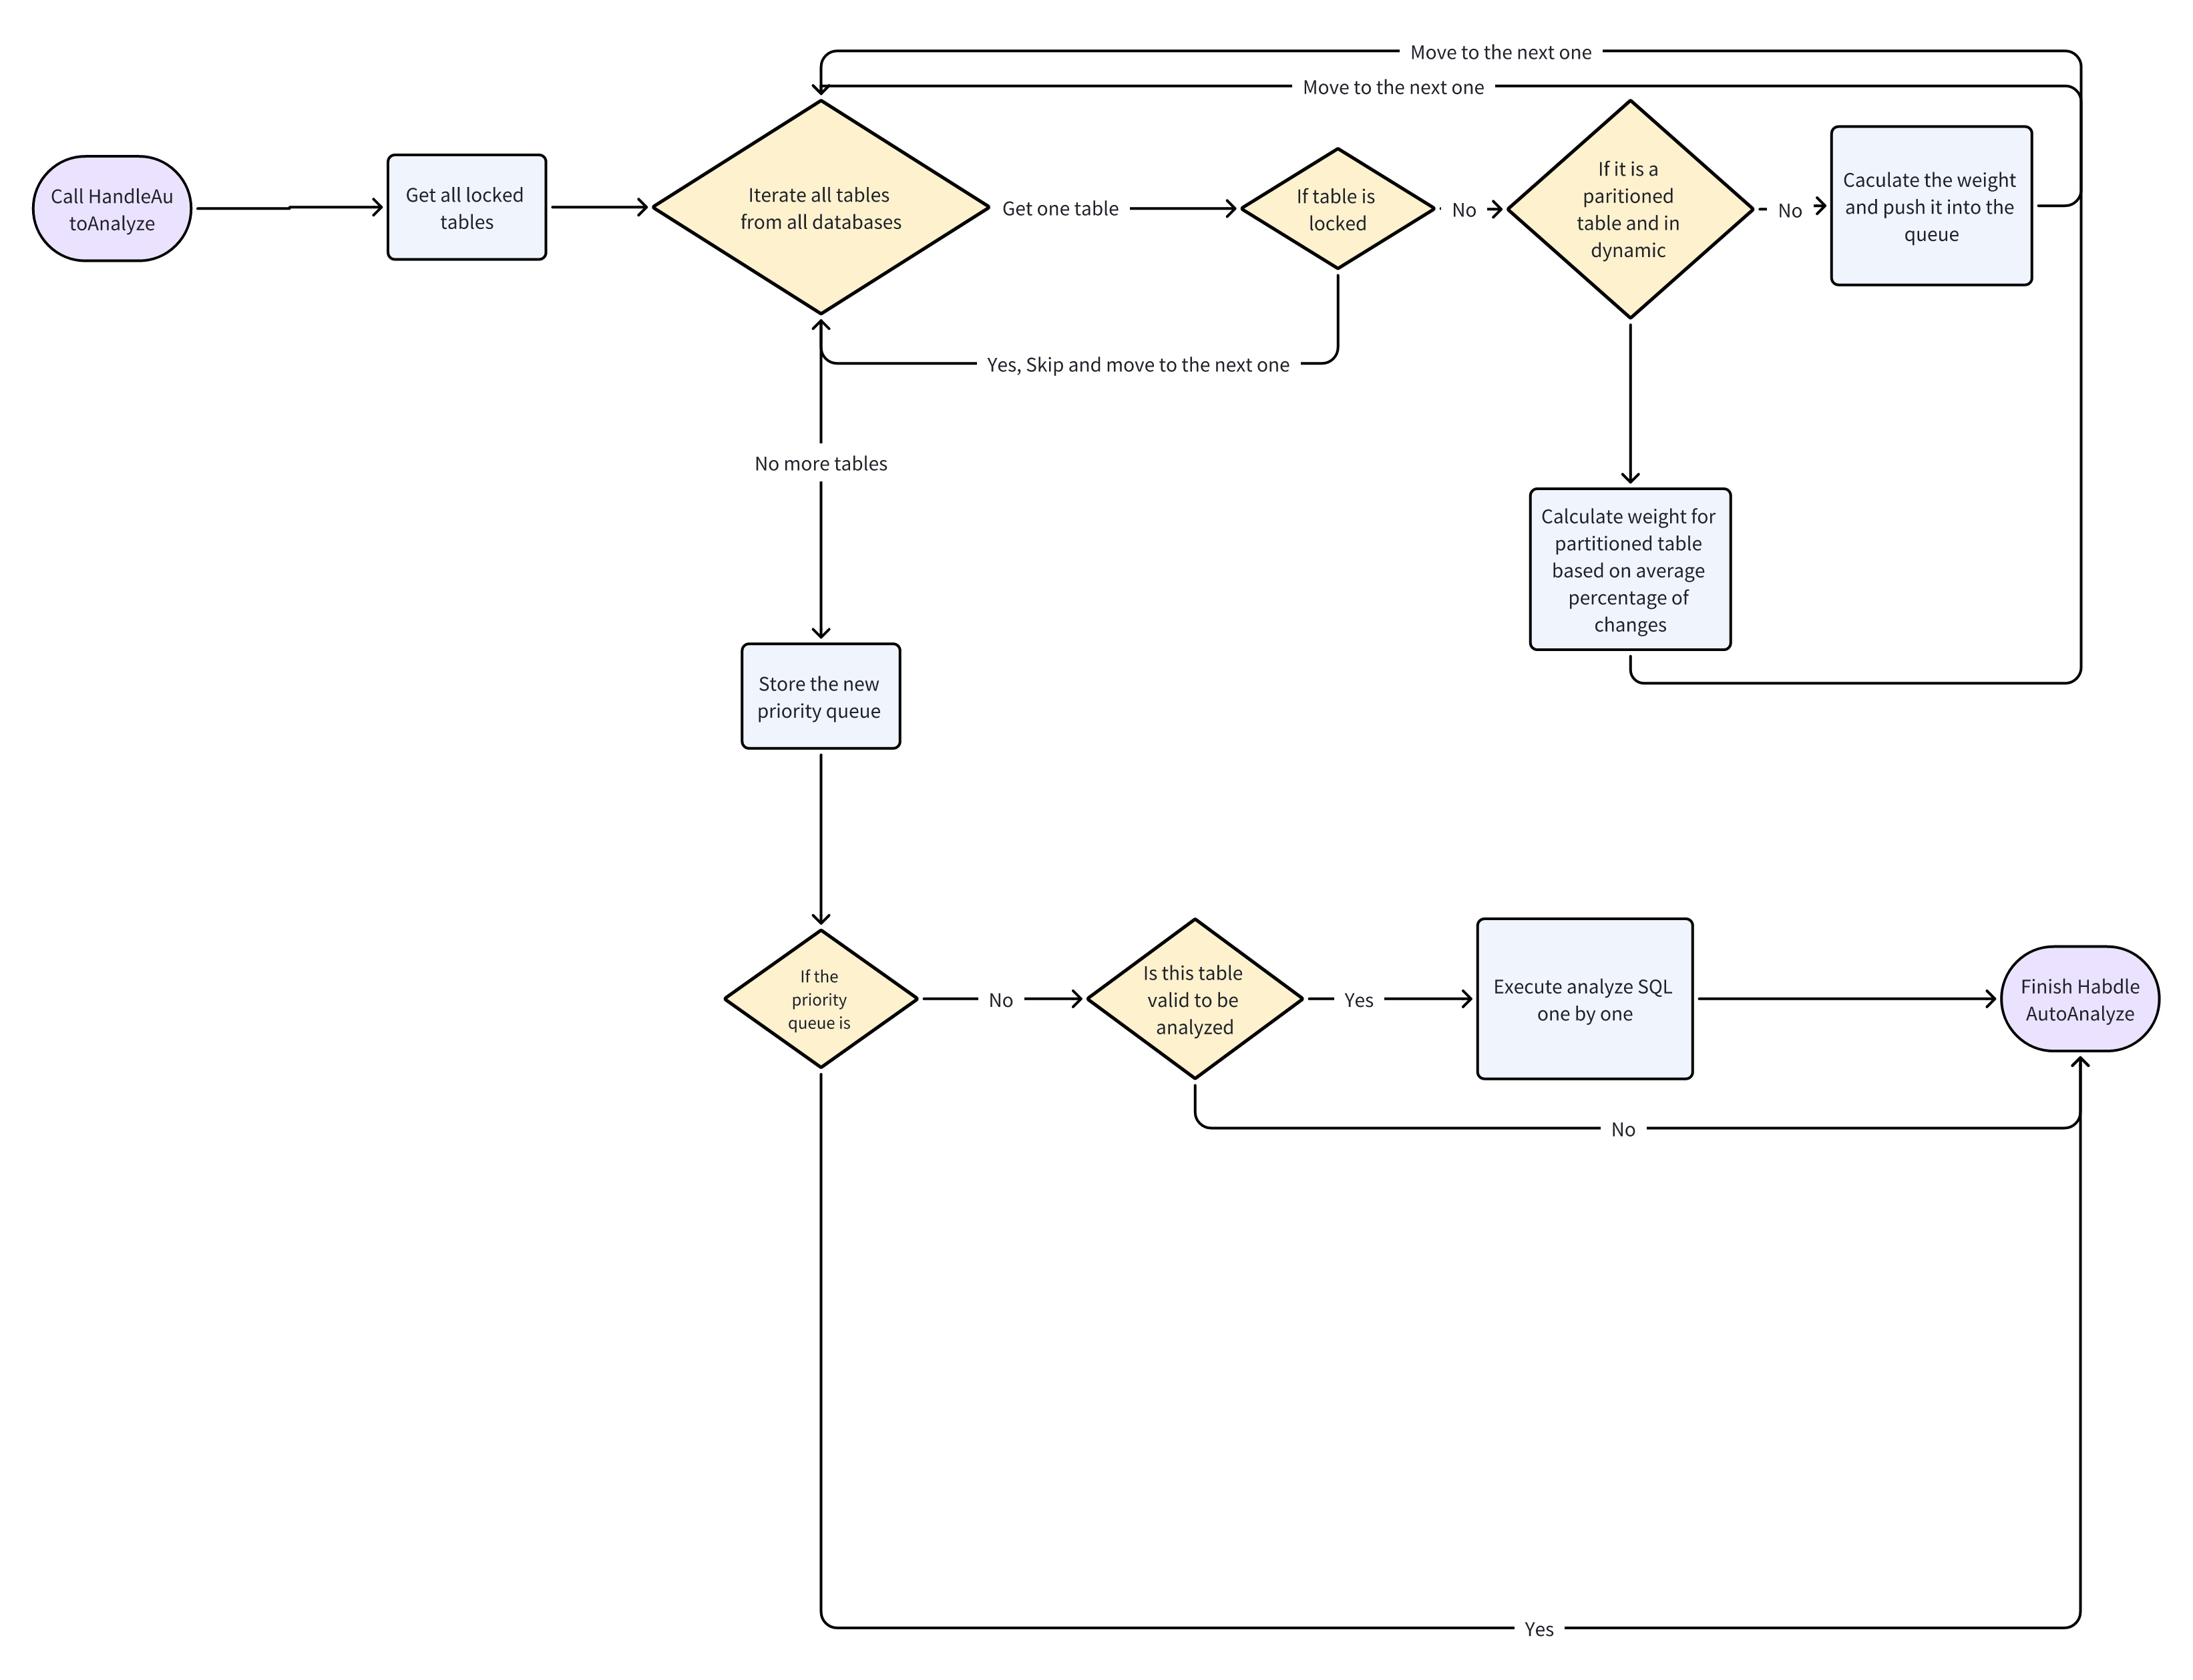 Move to the next one
Move to the next one
Call HandleAu
toAnalyze
Get all locked
tables
Iterate all tables
from all databases
Get one table
If table is
locked
No
If it is a
paritioned
table and in
dynamic
No
Caculate the weight
and push it into the
queue
Yes, Skip and move to the next one
No more tables
Calculate weight for
partitioned table
based on average
percentage of
changes
Store the new
priority queue
If the
priority
queue is
No
Is this table
valid to be
analyzed
Yes
Execute analyze SQL
one by one
Finish Habdle
AutoAnalyze
No
Yes